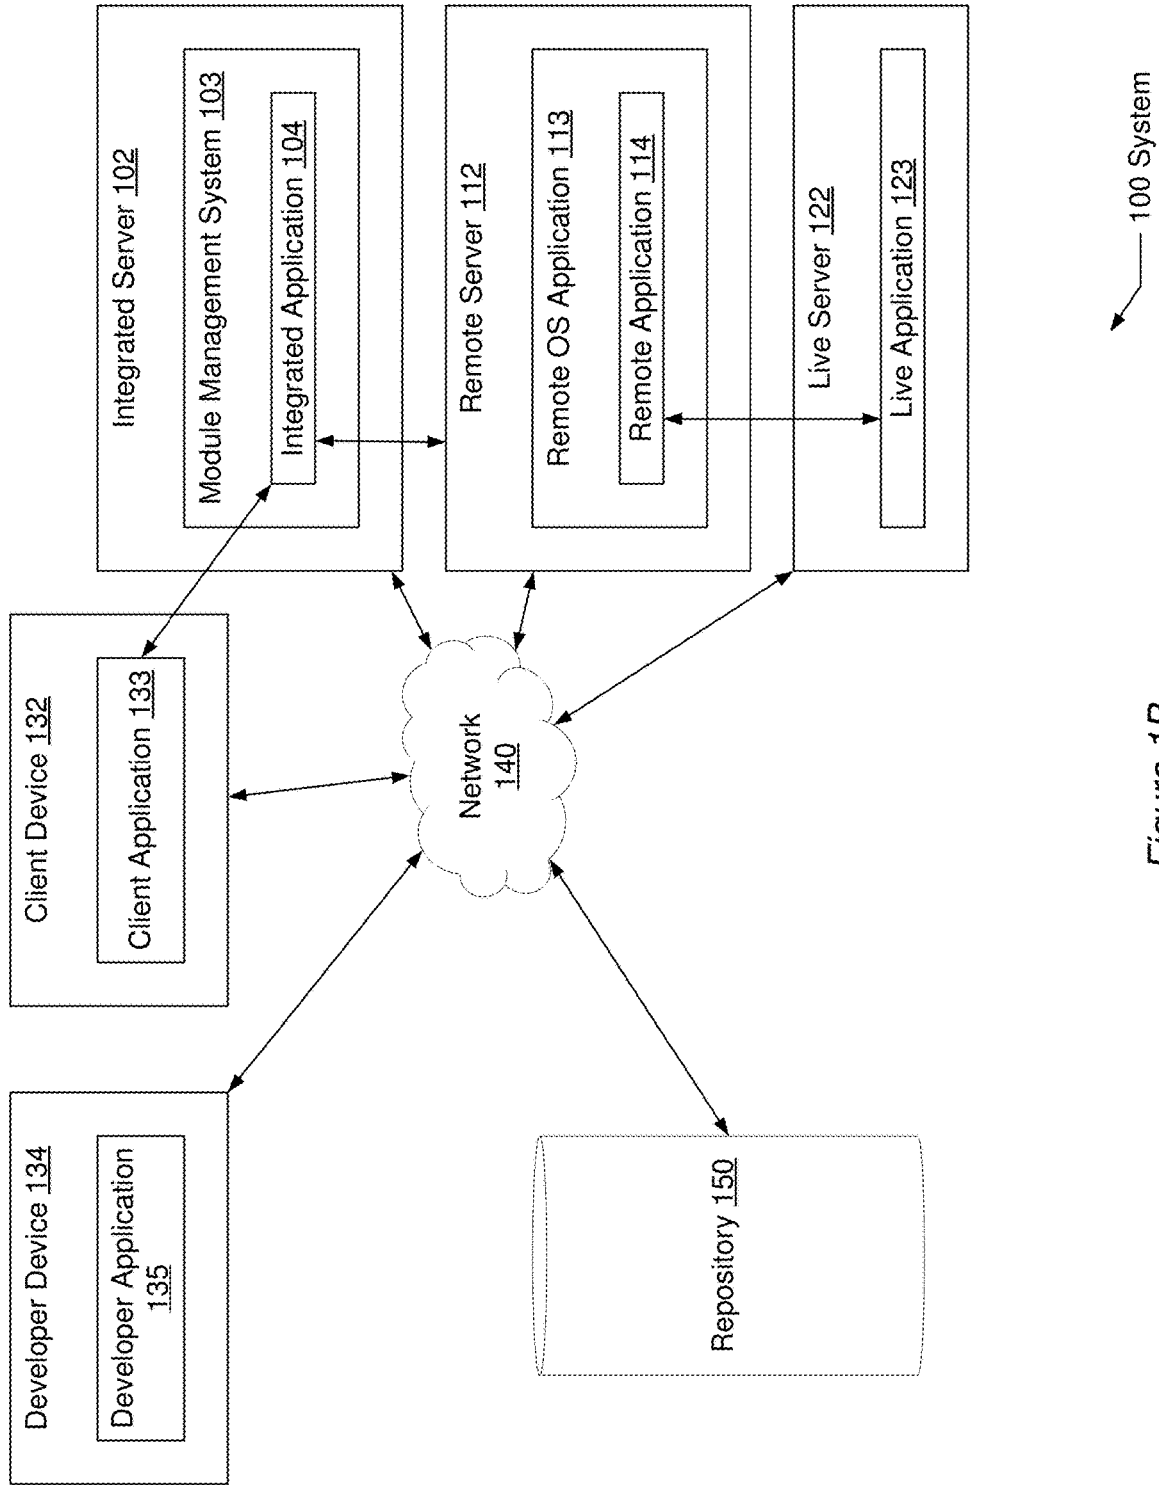 Developer Device 134
Developer Application
135
Client Device 132
Client Application 133
Integrated Server 102
Module Management System 103
Integrated Application 104
Network
140
Remote Server 112
Remote OS Application 113
Remote Application 114
Repository 150
Live Server 122
Live Application 123
100 System
Figure 1B